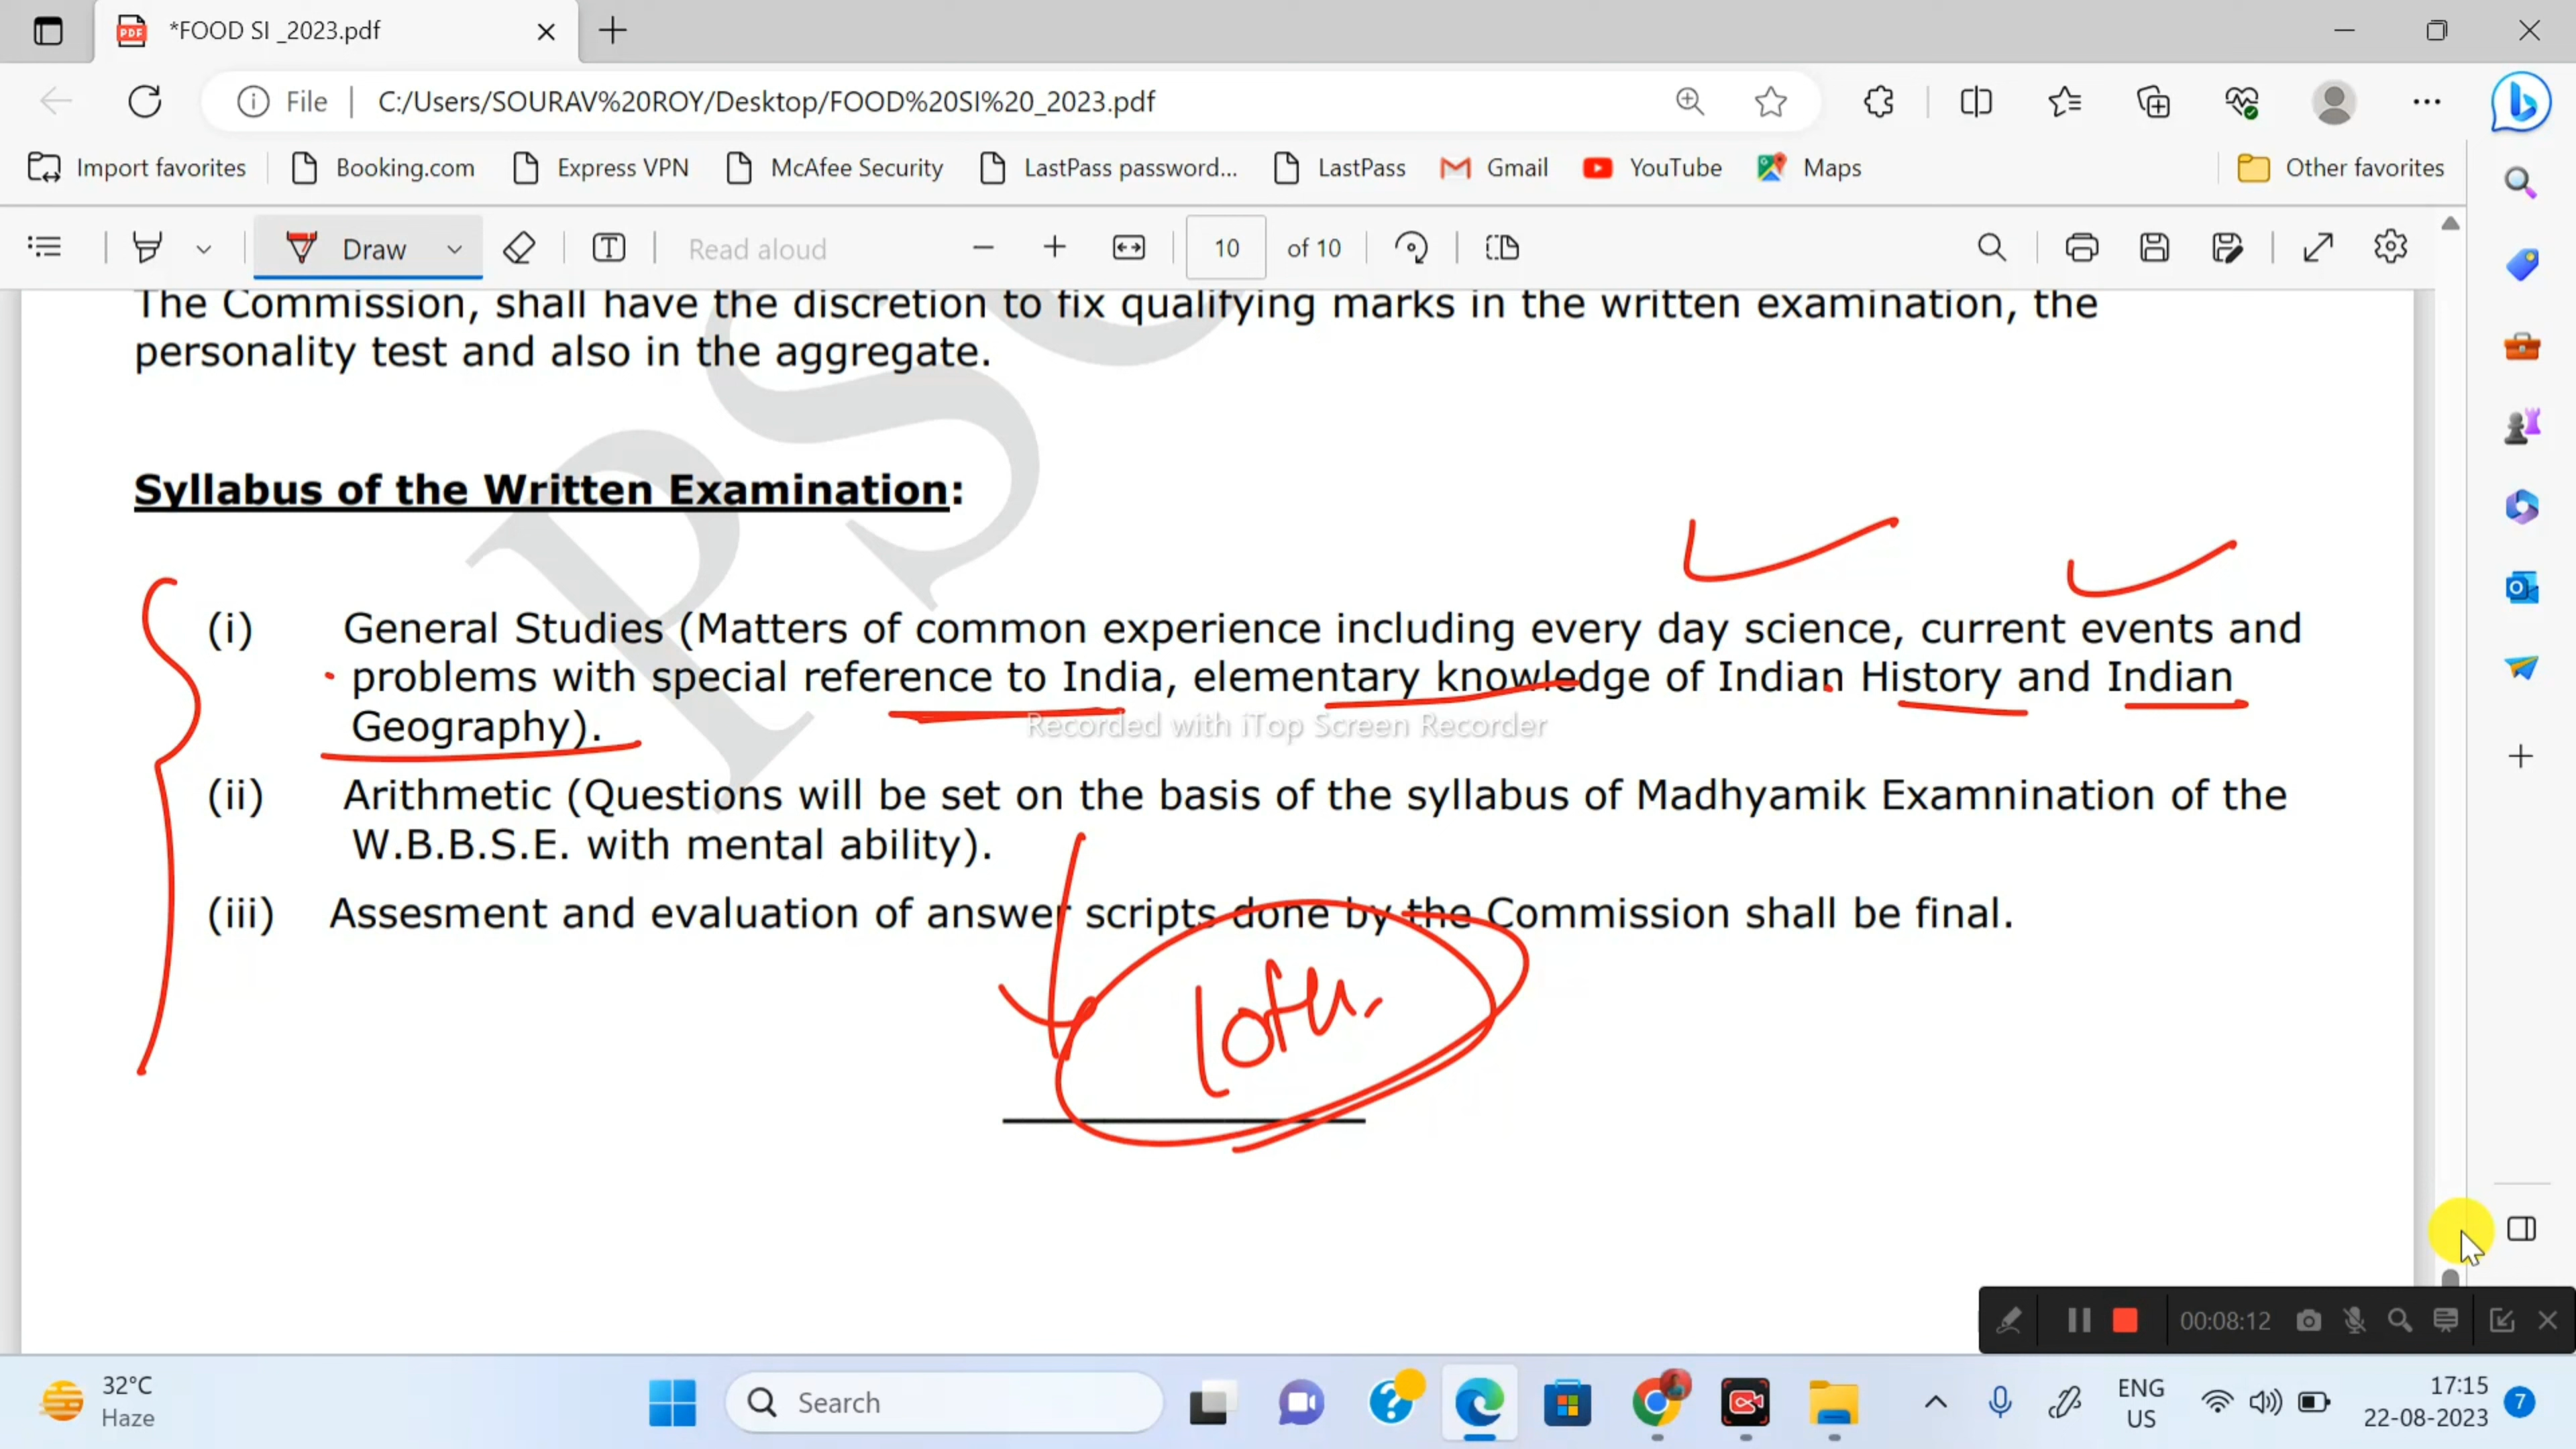 *FOOD SI _2023.pdf
File C:/Users/SOURAV%20ROY/Desktop/FOOD%20SI%20_2023.pdf
Import favorites Booking.com Express VPN McAfee Security LastPass password... LastPass Gmail YouTube Maps Other favorites
Draw Read aloud 10 of 10
The Commission, shall have the discretion to fix qualifying marks in the written examination, the
personality test and also in the aggregate.
Syllabus of the Written Examination:
(i) General Studies (Matters of common experience including every day science, current events and
problems with special reference to India, elementary knowledge of Indian History and Indian
Geography).
Recorded with iTop Screen Recorder
(ii) Arithmetic (Questions will be set on the basis of the syllabus of Madhyamik Examnination of the
W.B.B.S.E. with mental ability).
(iii) Assesment and evaluation of answer scripts done by the Commission shall be final.
00:08:12
32°C
Haze
Search
ENG
US
17:15
22-08-2023
7